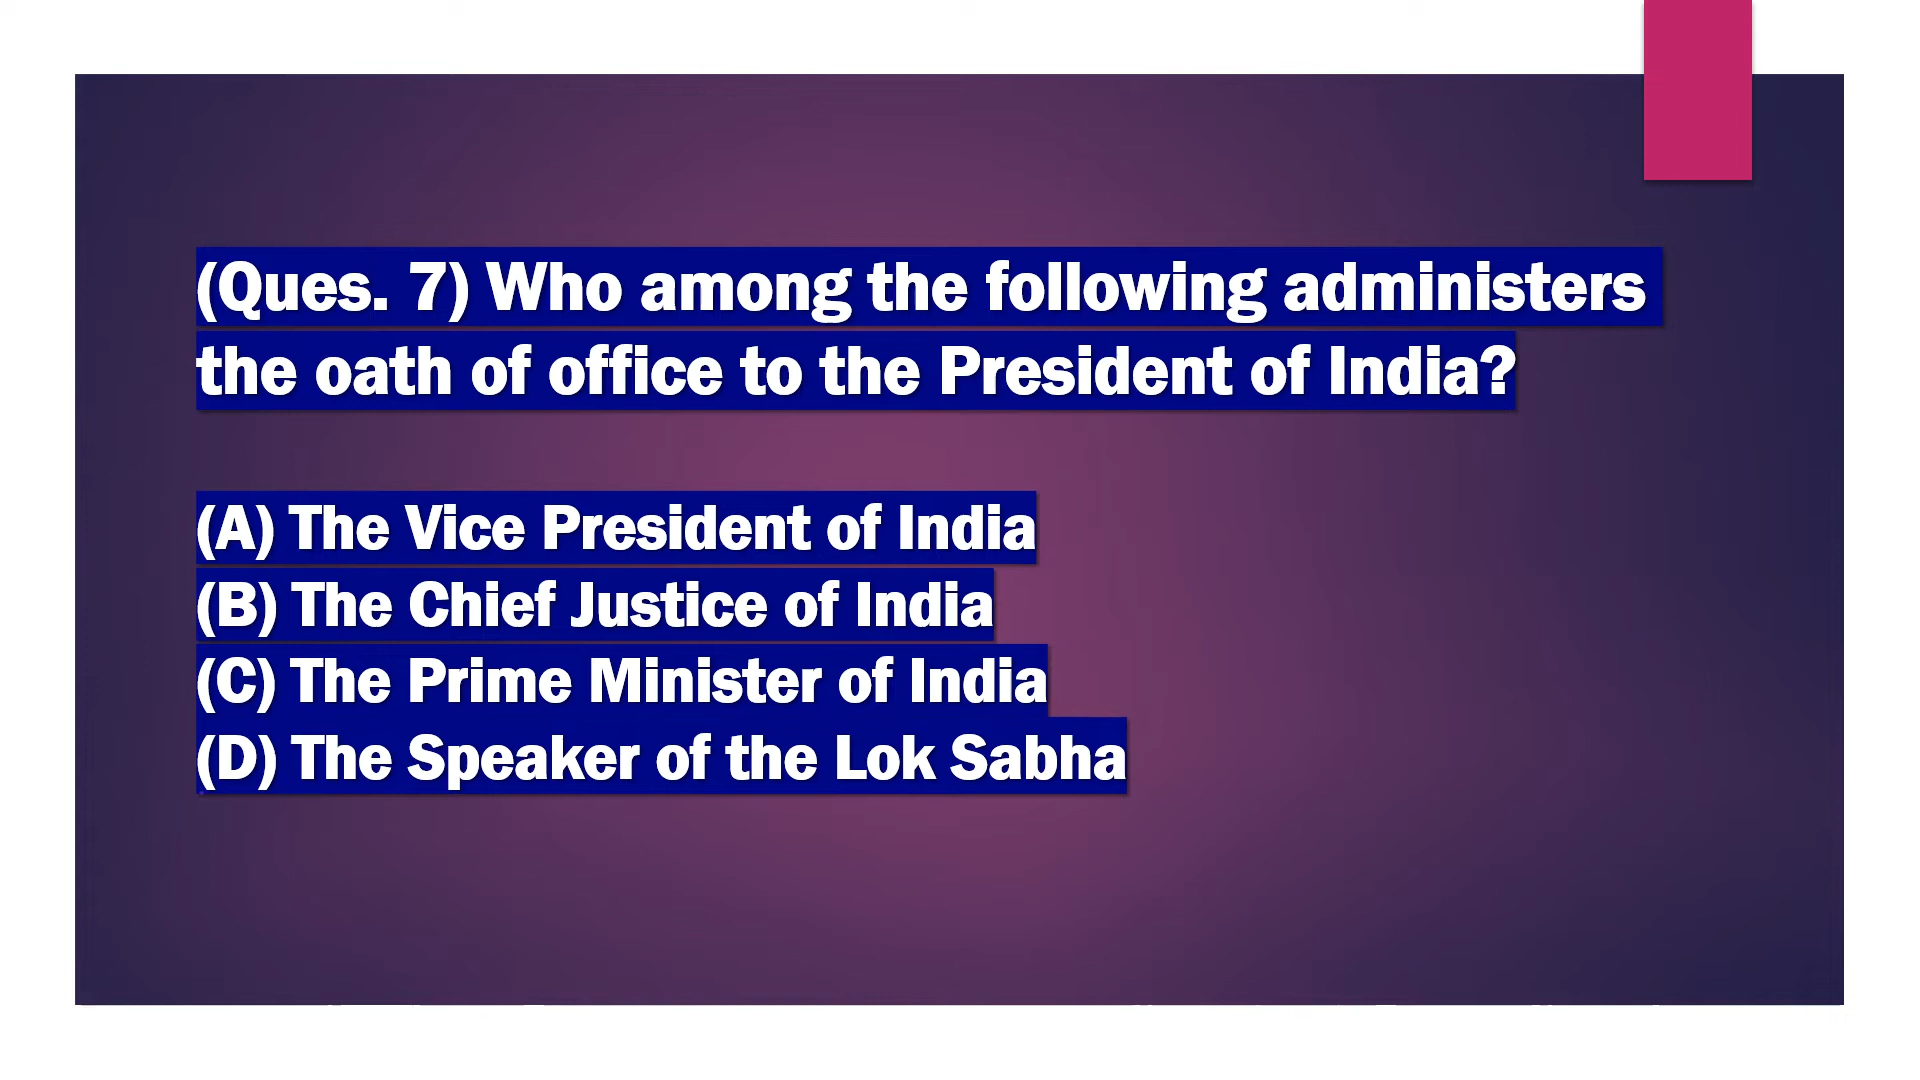 (Ques. 7) Who among the following administers
the oath of office to the President of India?
(A) The Vice President of India
(B) The Chief Justice of India
(C) The Prime Minister of India
(D) The Speaker of the Lok Sabha